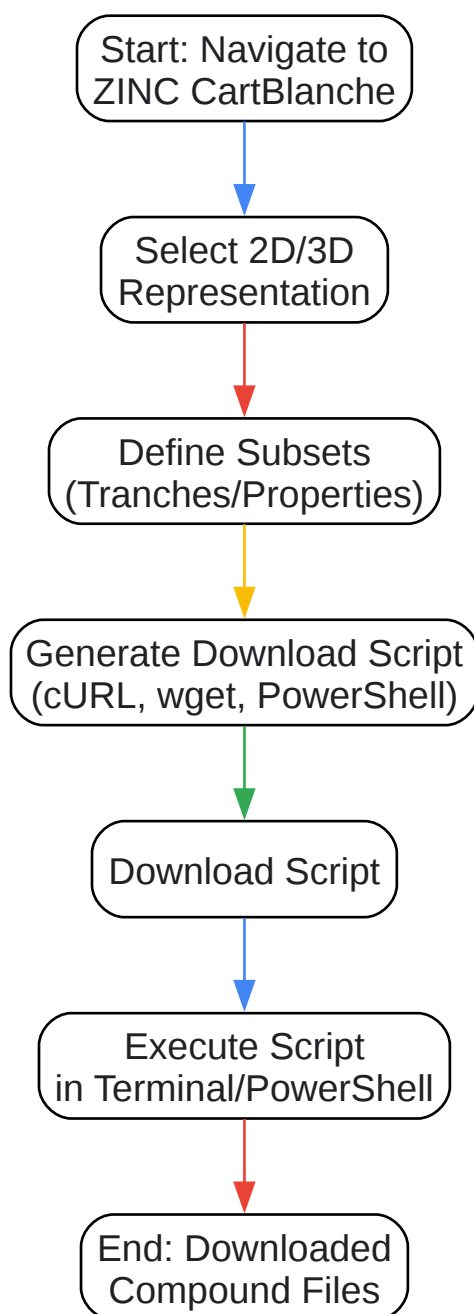 Start: Navigate to
ZINC CartBlanche
Select 2D/3D
Representation
Define Subsets
(Tranches/Properties)
Generate Download Script
(cURL, wget, PowerShell)
Download Script
Execute Script
in Terminal/PowerShell
End: Downloaded
Compound Files